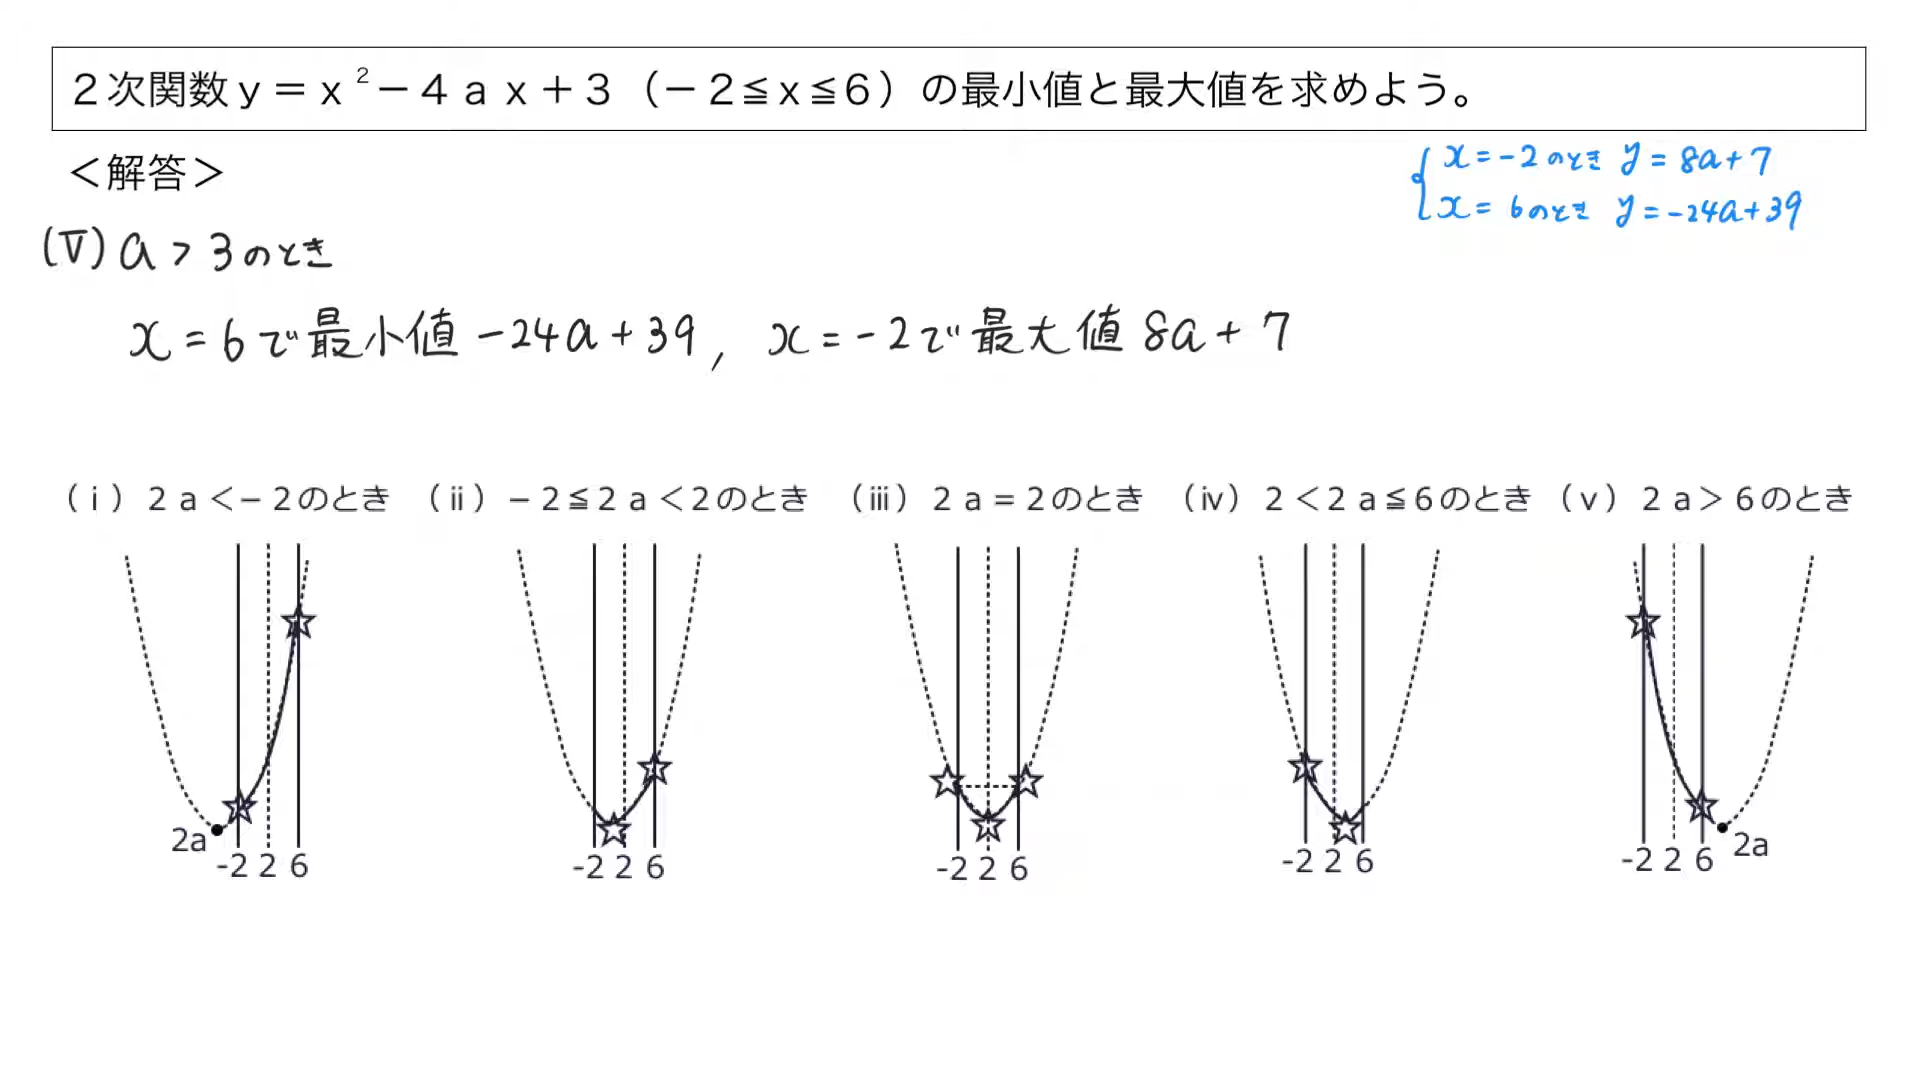 ２次関数ｙ＝ｘ²－４ａｘ＋３（－２≦ｘ≦６）の最小値と最大値を求めよう。
＜解答＞
x = -2 のとき y = 8a + 7
x = 6 のとき y = -24a + 39
(Ⅴ) a > 3 のとき
x = 6 で 最小値 -24a + 39, x = -2 で 最大値 8a + 7
（ⅰ）２ａ＜－２のとき （ⅱ）－２≦２ａ＜２のとき （ⅲ）２ａ＝２のとき （ⅳ）２＜２ａ≦６のとき （ⅴ）２ａ＞６のとき
2a 2a
-2 2 6 -2 2 6 -2 2 6 -2 2 6 -2 2 6